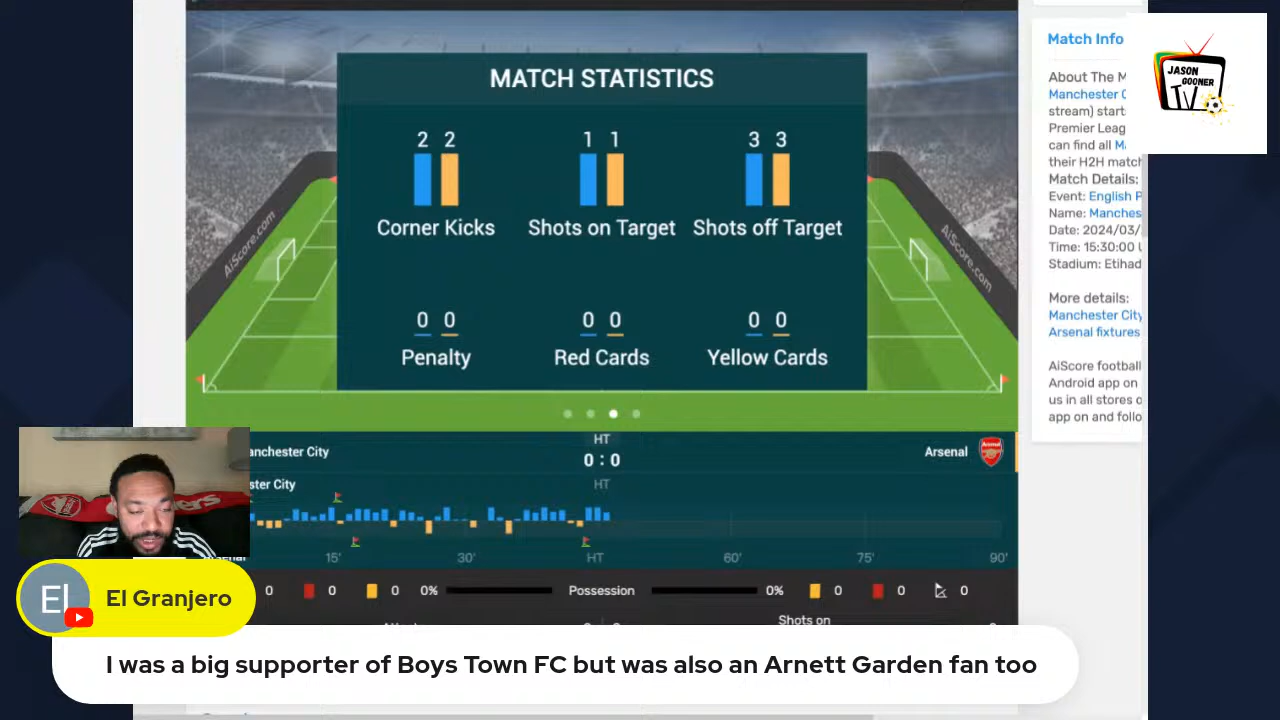 MATCH STATISTICS
2 2
1 1
3 3
Corner Kicks
Shots on Target
Shots off Target
0 0
0 0
0 0
Penalty
Red Cards
Yellow Cards
AiScore.com
AiScore.com
HT
anchester City
0 : 0
Arsenal
ster City
HT
15'
30'
HT
60'
75'
90'
0
0
0
0%
Possession
0%
0
0
0
Shots on
Match Info
About The M
Manchester C
stream) start
Premier Leag
can find all Ma
their H2H match
Match Details:
Event: English P
Name: Manches
Date: 2024/03/
Time: 15:30:00 U
Stadium: Etihad
More details:
Manchester City
Arsenal fixtures
AiScore football
Android app on
us in all stores o
app on and follo
JASON
GOONER
TV
El
El Granjero
I was a big supporter of Boys Town FC but was also an Arnett Garden fan too